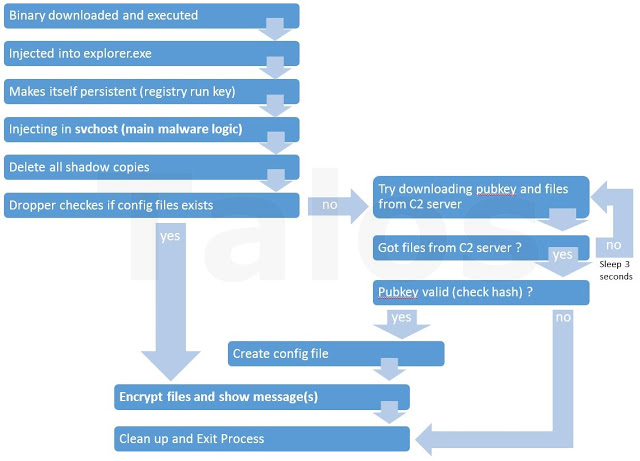 Binary downloaded and executed
Injected into explorer.exe
Makes itself persistent (registry run key)
Injecting in svchost (main malware logic)
Delete all shadow copies
Dropper checkes if config files exists
no
Try downloading pubkey and files
from C2 server
yes
Got files from C2 server ?
yes
no
Sleep 3
seconds
Pubkey valid (check hash) ?
yes
no
Create config file
Encrypt files and show message(s)
Clean up and Exit Process
Talos